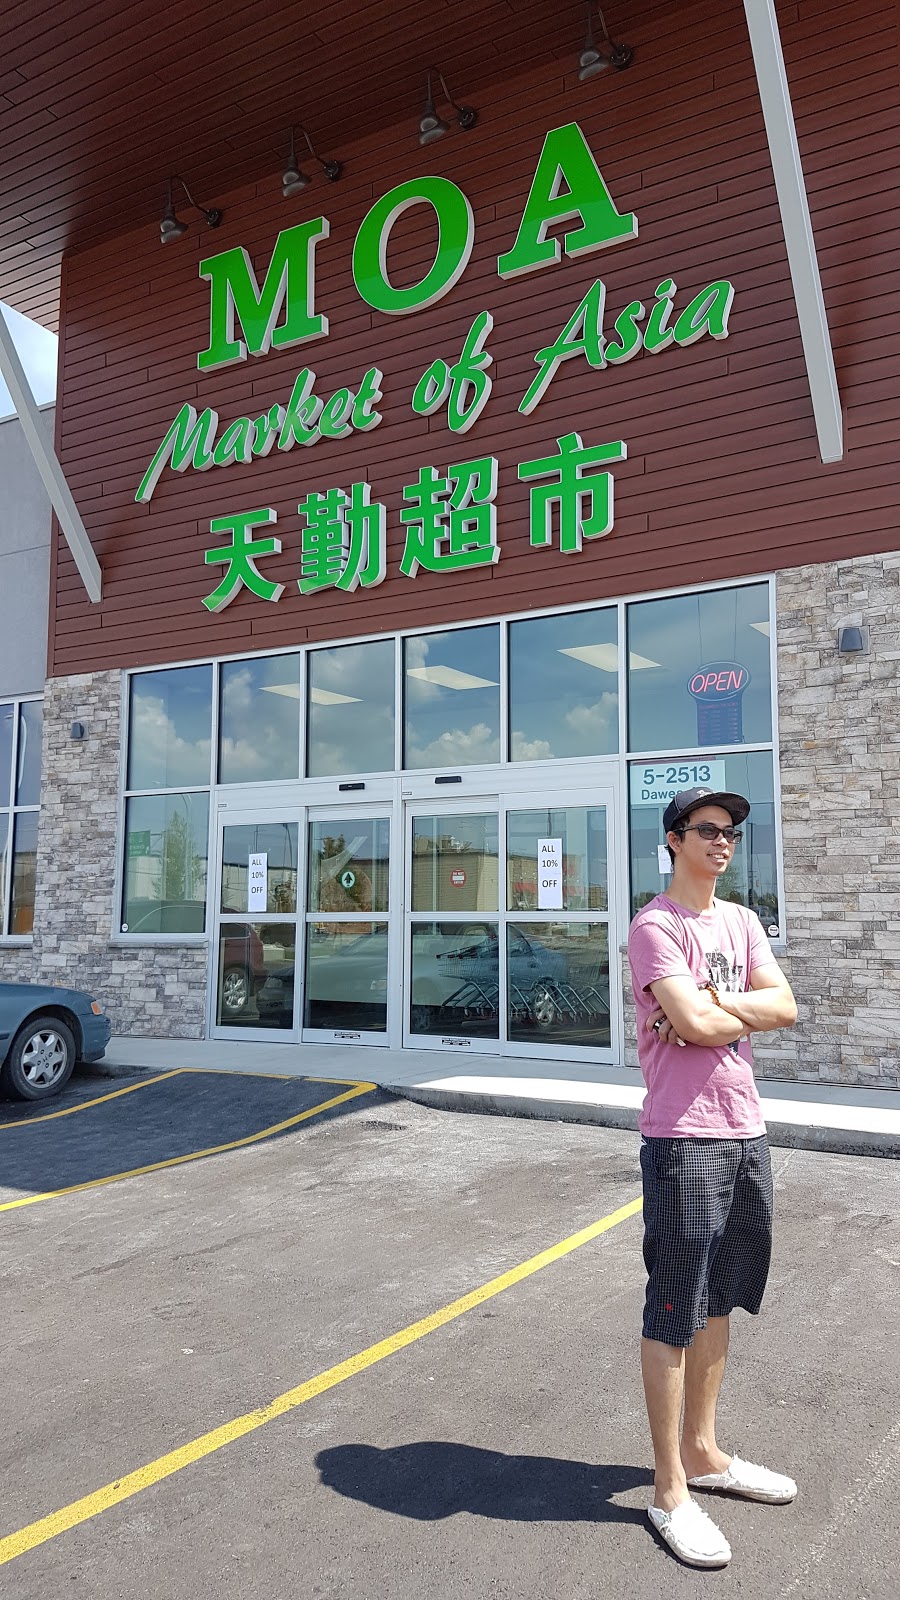 MOA
Market of Asia
天勤超市
OPEN
5-2513
ALL
10%
OFF
ALL
10%
OFF